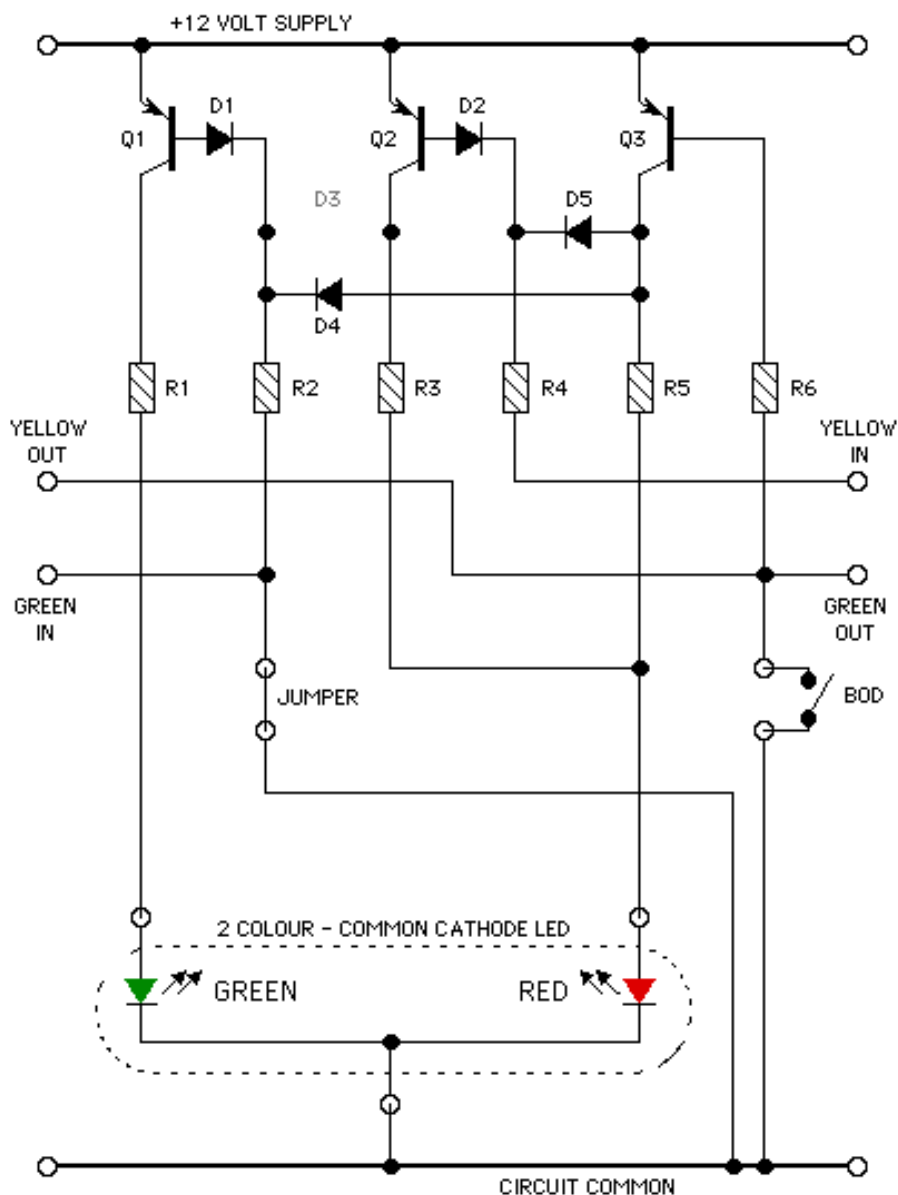 +12 VOLT SUPPLY
D1
D2
Q1
Q2
Q3
D3
D5
D4
R1
R2
R3
R4
R5
R6
YELLOW
OUT
YELLOW
IN
GREEN
IN
GREEN
OUT
JUMPER
BOD
2 COLOUR - COMMON CATHODE LED
GREEN
RED
CIRCUIT COMMON